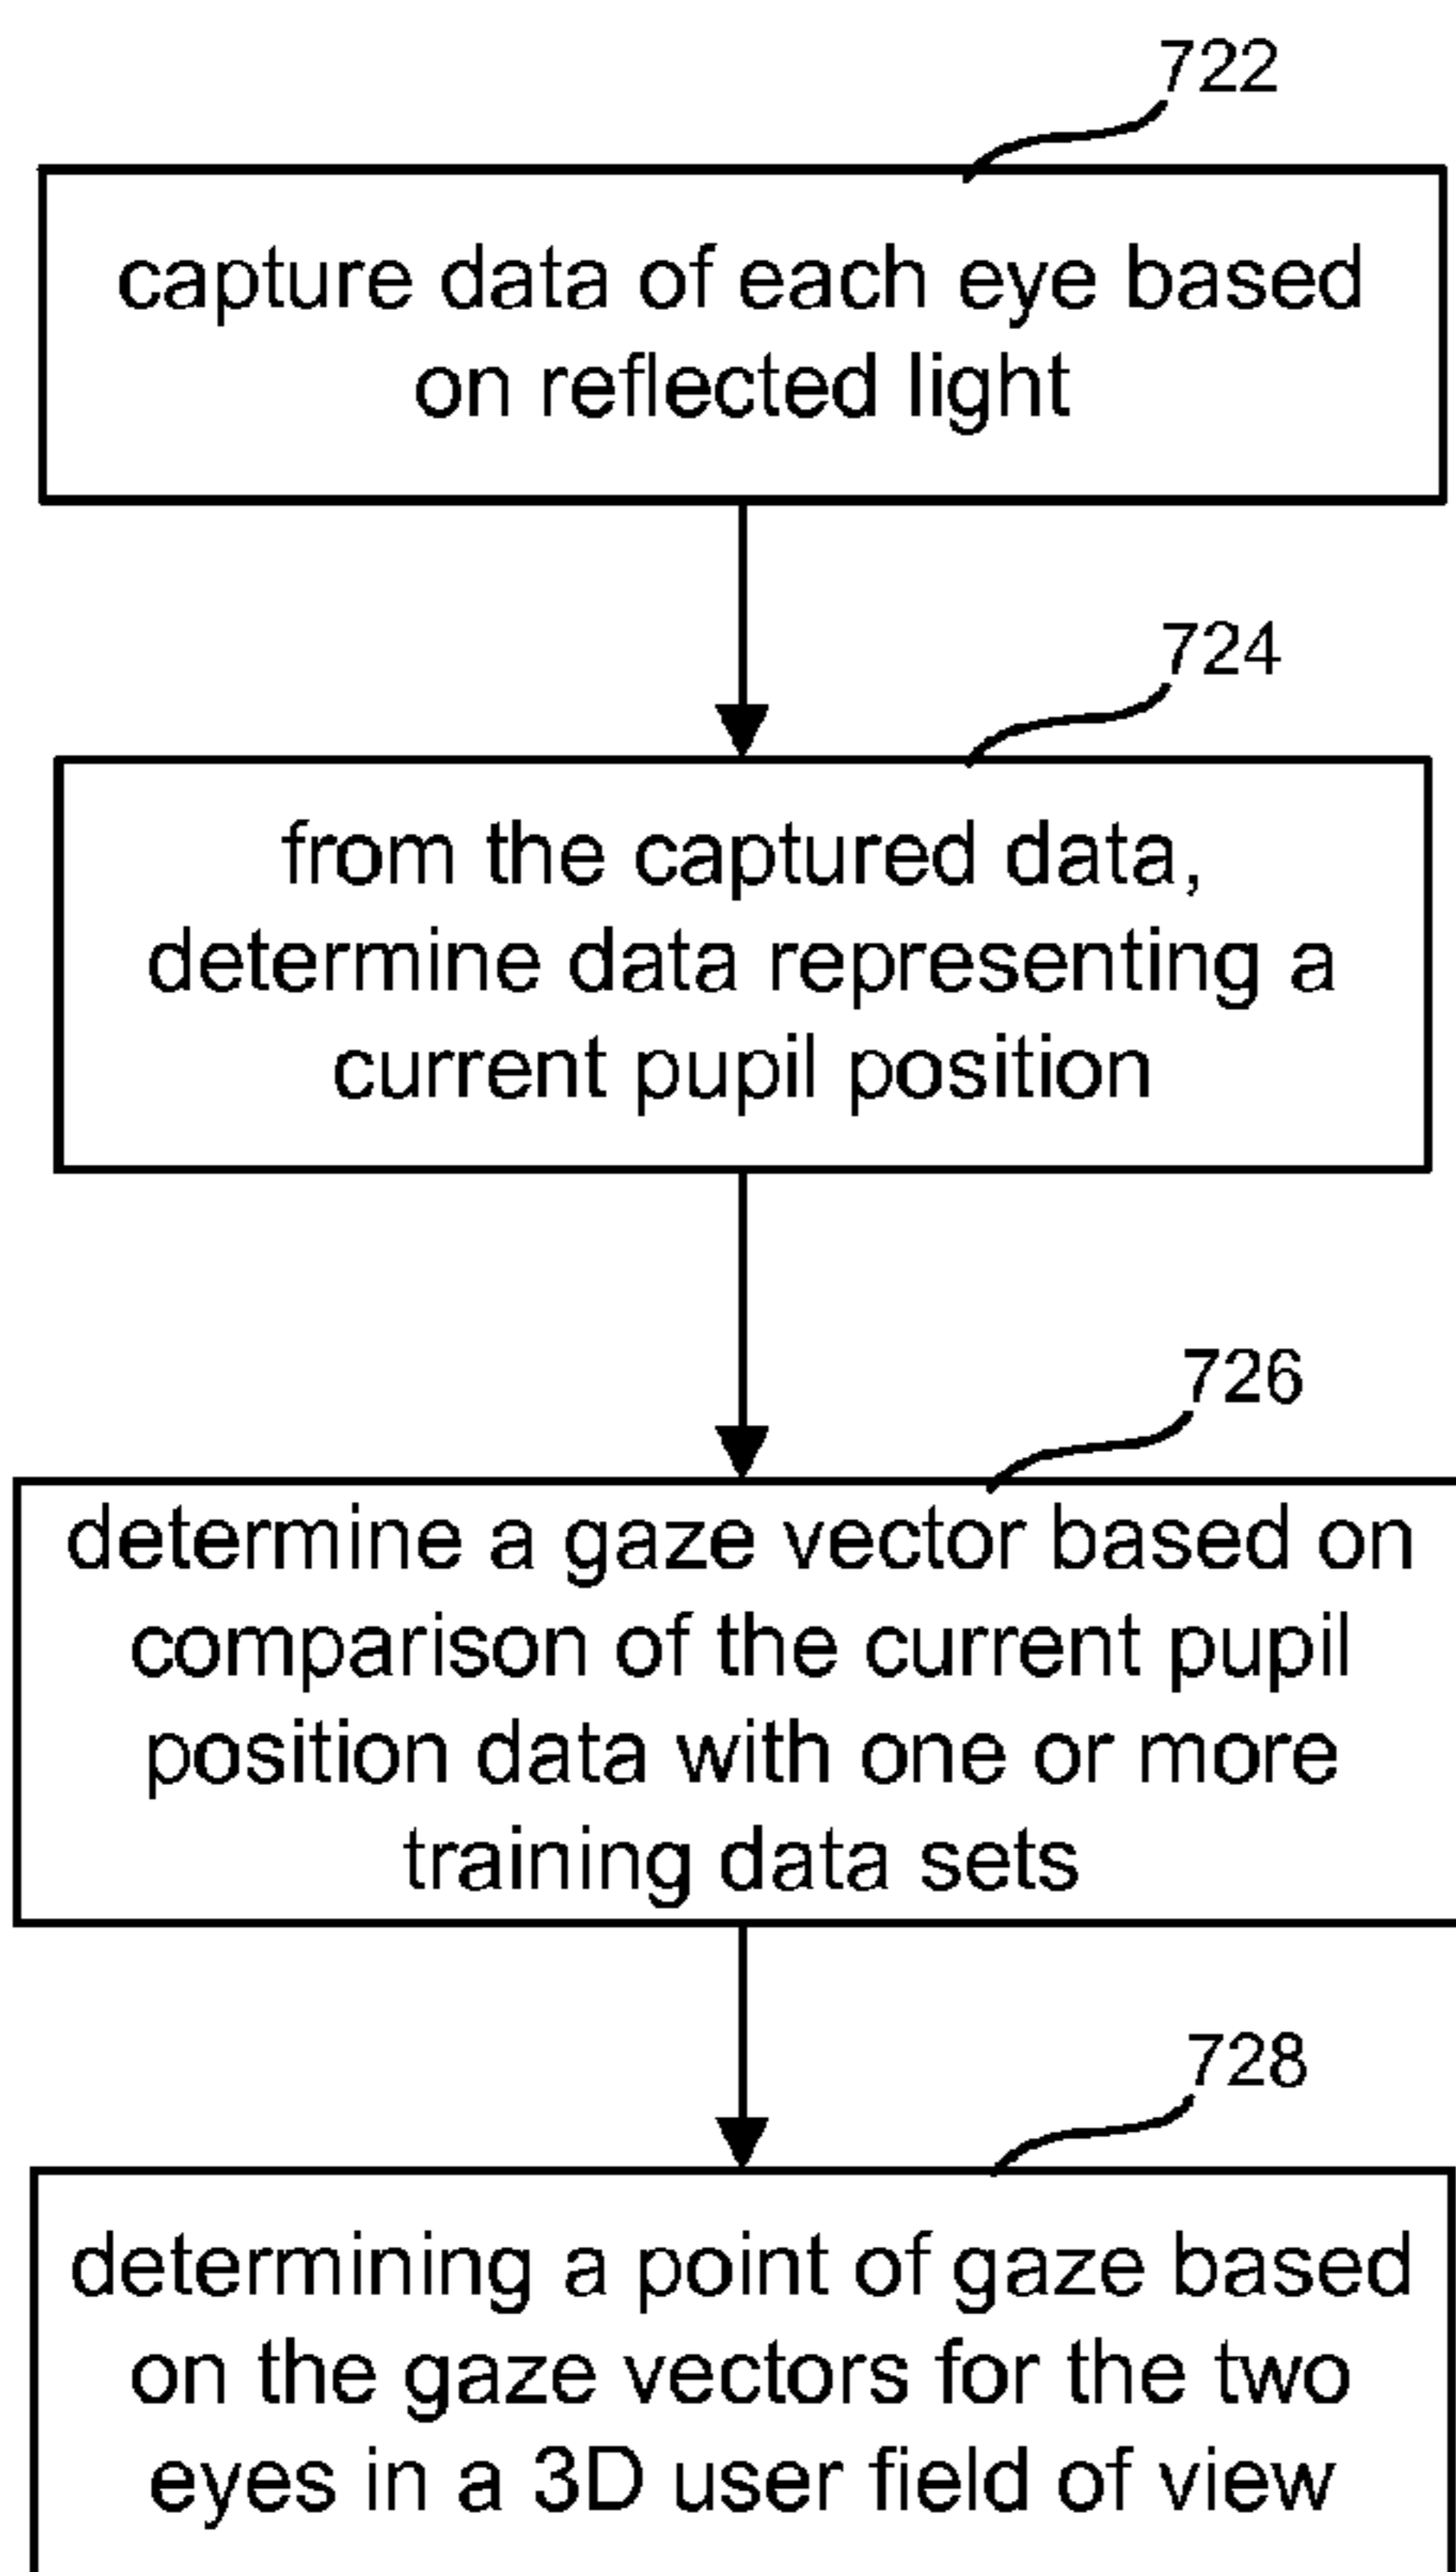 722
capture data of each eye based
on reflected light
724
from the captured data,
determine data representing a
current pupil position
726
determine a gaze vector based on
comparison of the current pupil
position data with one or more
training data sets
728
determining a point of gaze based
on the gaze vectors for the two
eyes in a 3D user field of view